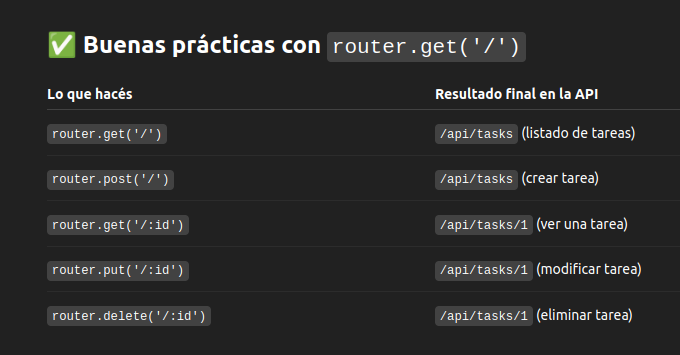 ✅ Buenas prácticas con router.get('/')
Lo que hacés Resultado final en la API
router.get('/') /api/tasks (listado de tareas)
router.post('/') /api/tasks (crear tarea)
router.get('/:id') /api/tasks/1 (ver una tarea)
router.put('/:id') /api/tasks/1 (modificar tarea)
router.delete('/:id') /api/tasks/1 (eliminar tarea)